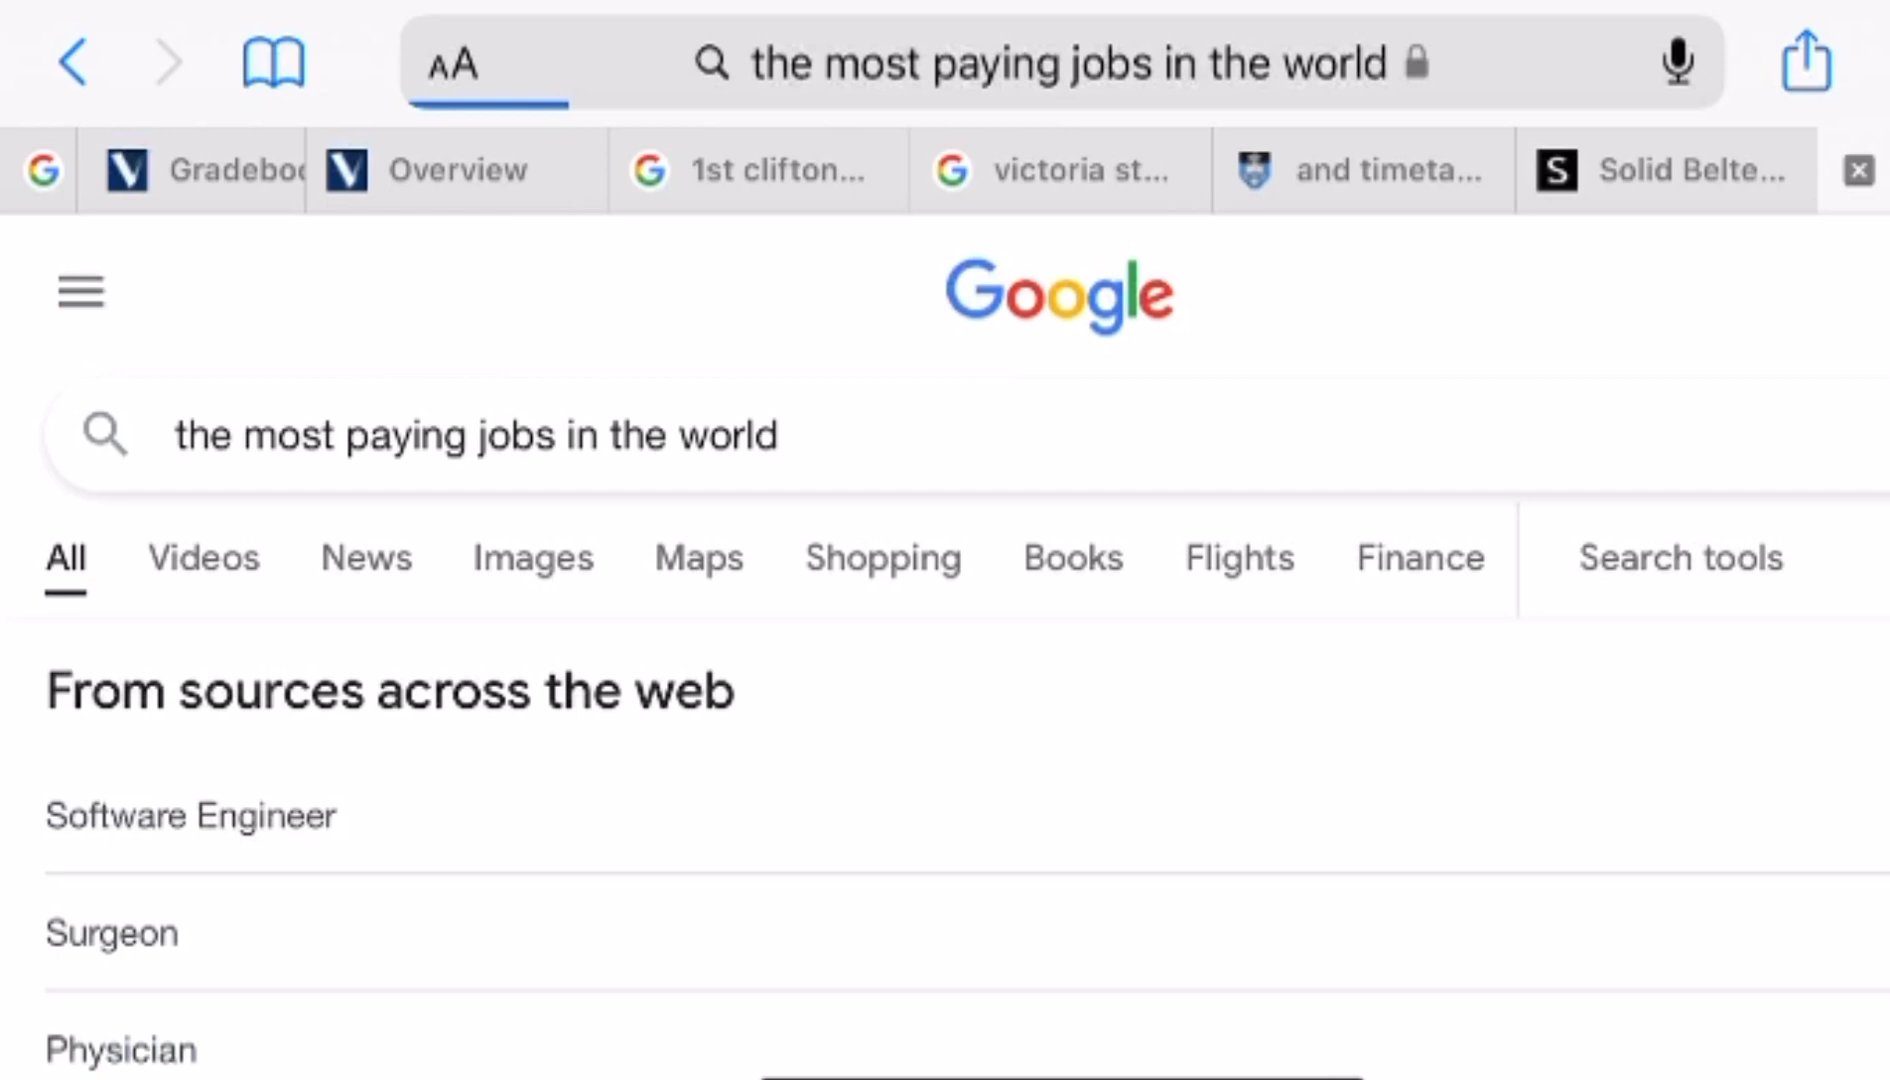 AA the most paying jobs in the world
Gradeboo Overview 1st clifton... victoria st... and timeta... Solid Belte...
Google
the most paying jobs in the world
All Videos News Images Maps Shopping Books Flights Finance Search tools
From sources across the web
Software Engineer
Surgeon
Physician